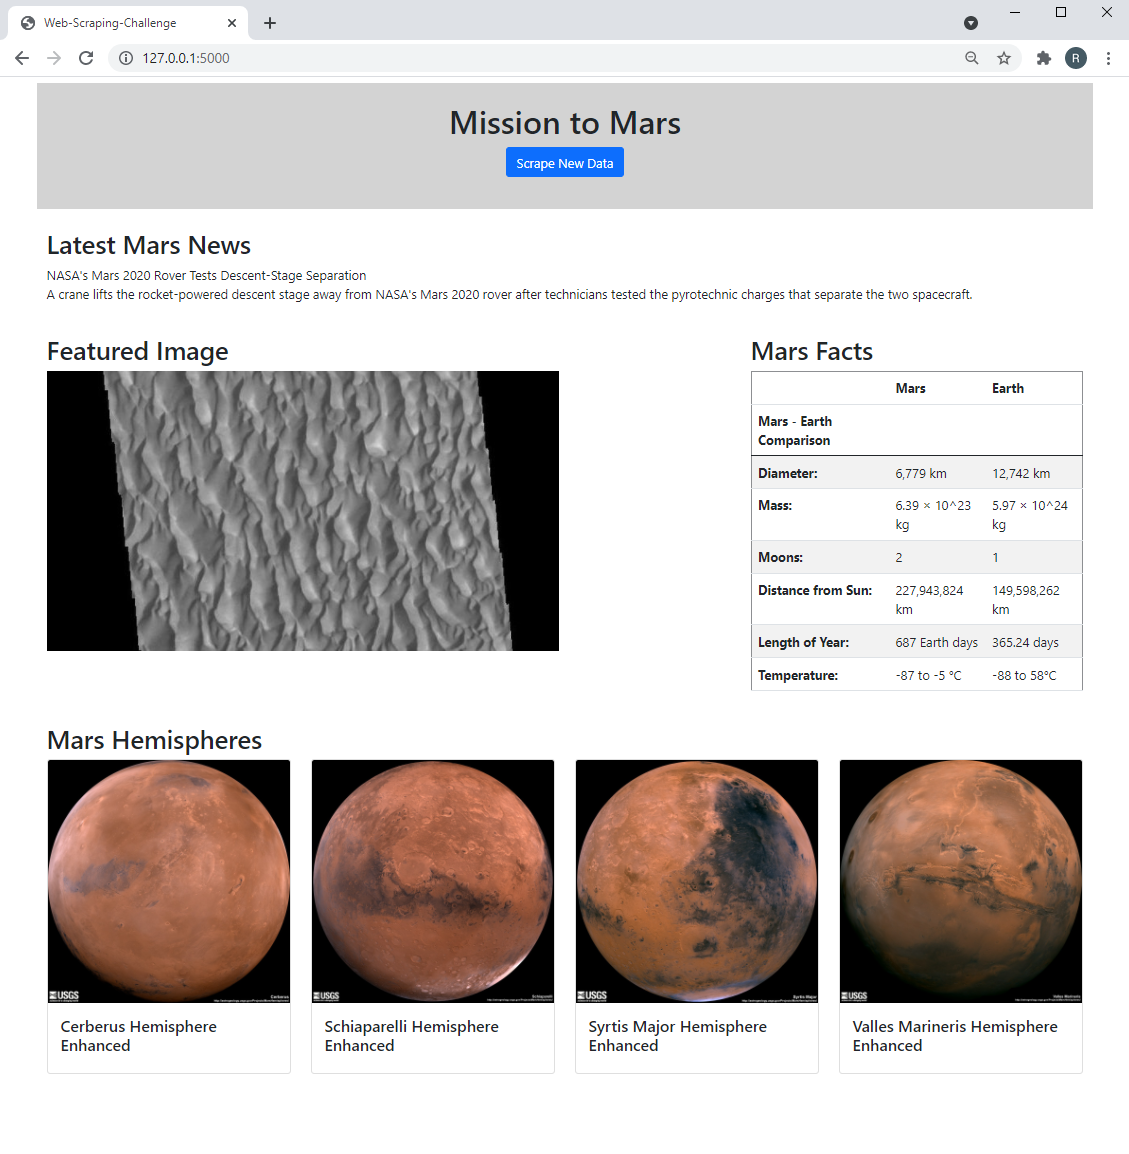 Web-Scraping-Challenge
127.0.0.1:5000
R
Mission to Mars
Scrape New Data
Latest Mars News
NASA's Mars 2020 Rover Tests Descent-Stage Separation
A crane lifts the rocket-powered descent stage away from NASA's Mars 2020 rover after technicians tested the pyrotechnic charges that separate the two spacecraft.
Featured Image
Mars Facts
Mars Earth
Mars - Earth
Comparison
Diameter: 6,779 km 12,742 km
Mass: 6.39 × 10^23 5.97 × 10^24
kg kg
Moons: 2 1
Distance from Sun: 227,943,824 149,598,262
km km
Length of Year: 687 Earth days 365.24 days
Temperature: -87 to -5 °C -88 to 58°C
Mars Hemispheres
USGS Cerberus
USGS Schiaparelli
USGS Syrtis Major
USGS Valles Marineris
Cerberus Hemisphere
Enhanced
Schiaparelli Hemisphere
Enhanced
Syrtis Major Hemisphere
Enhanced
Valles Marineris Hemisphere
Enhanced